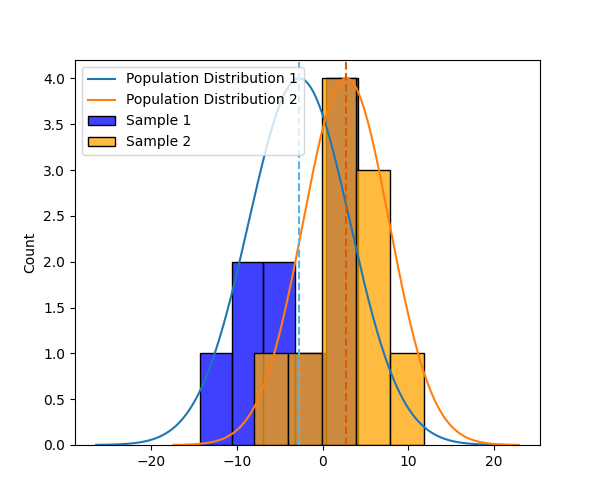 Population Distribution 1
Population Distribution 2
Sample 1
Sample 2
Count
4.0
3.5
3.0
2.5
2.0
1.5
1.0
0.5
0.0
−20 −10 0 10 20